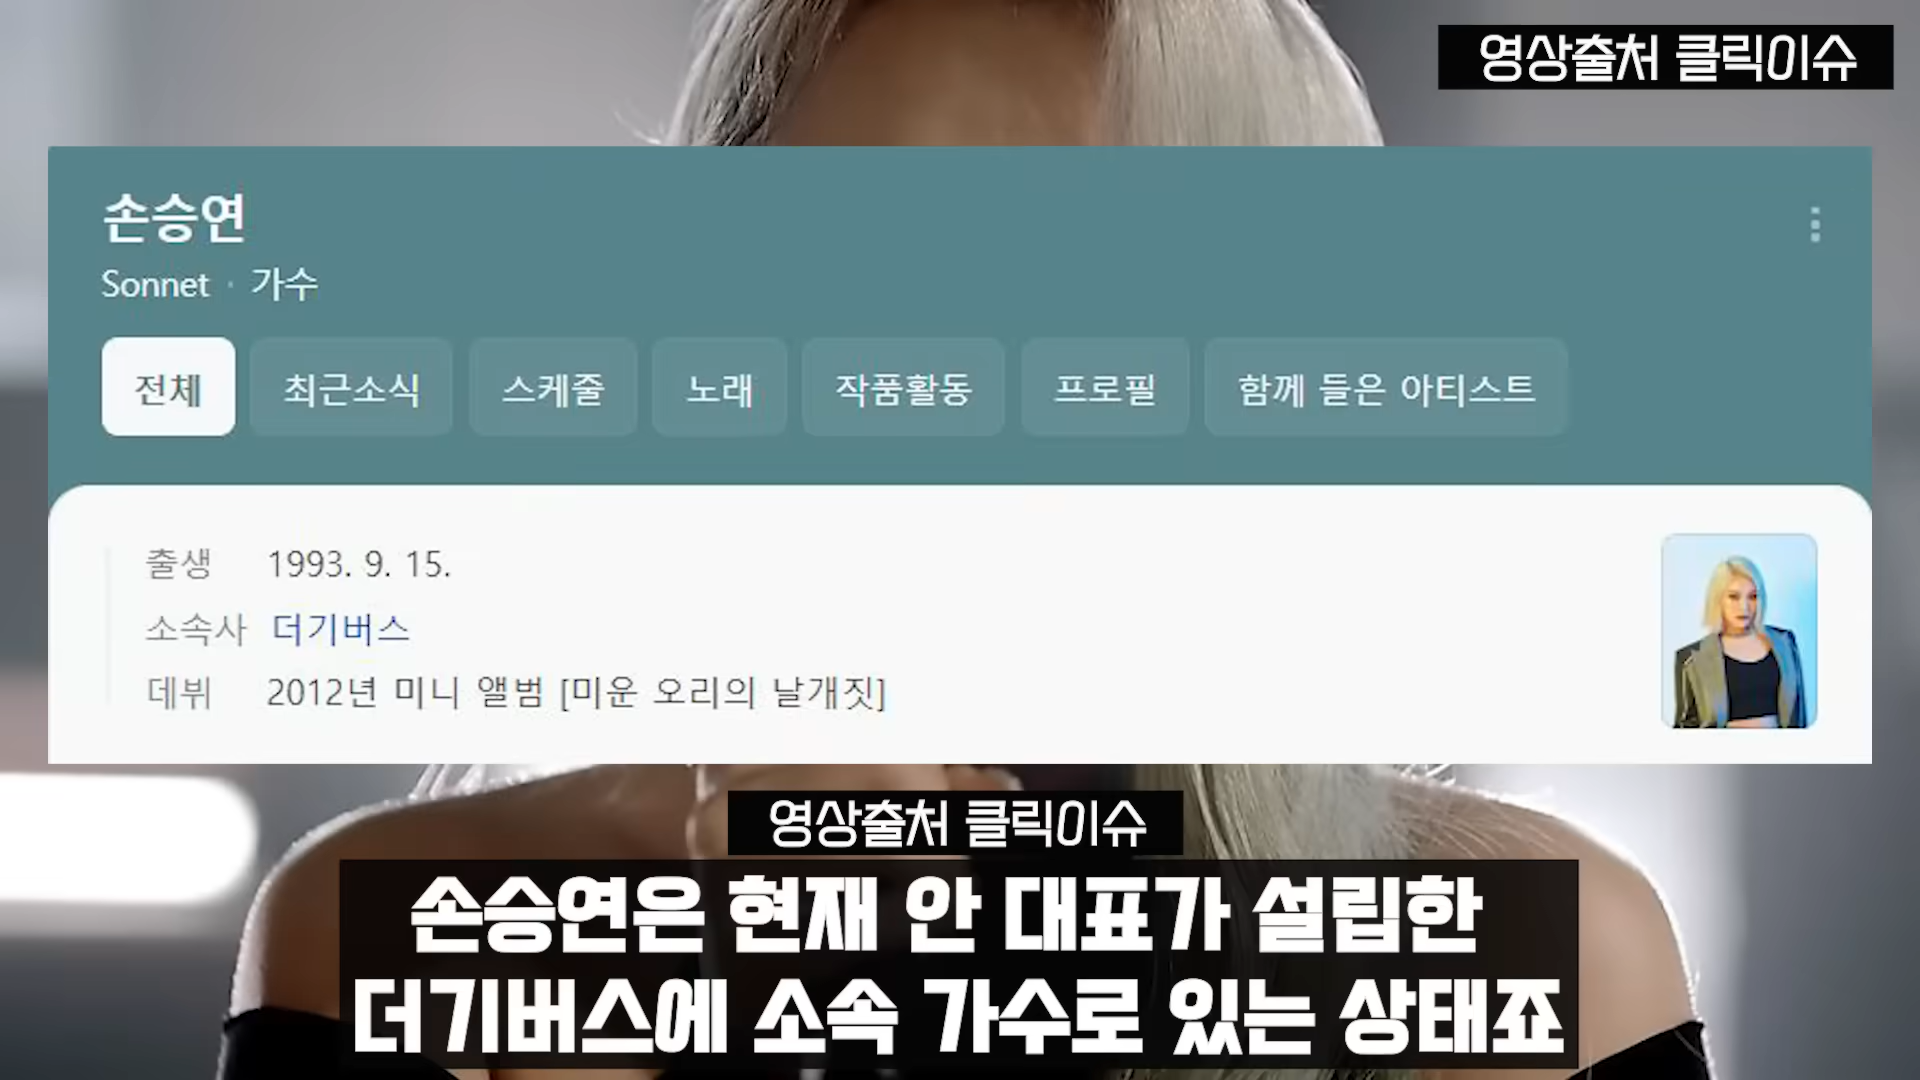 영상출처 클릭이슈
손승연
Sonnet · 가수
전체 최근소식 스케줄 노래 작품활동 프로필 함께 들은 아티스트
출생 1993. 9. 15.
소속사 더기버스
데뷔 2012년 미니 앨범 [미운 오리의 날개짓]
영상출처 클릭이슈
손승연은 현재 안 대표가 설립한
더기버스에 소속 가수로 있는 상태죠